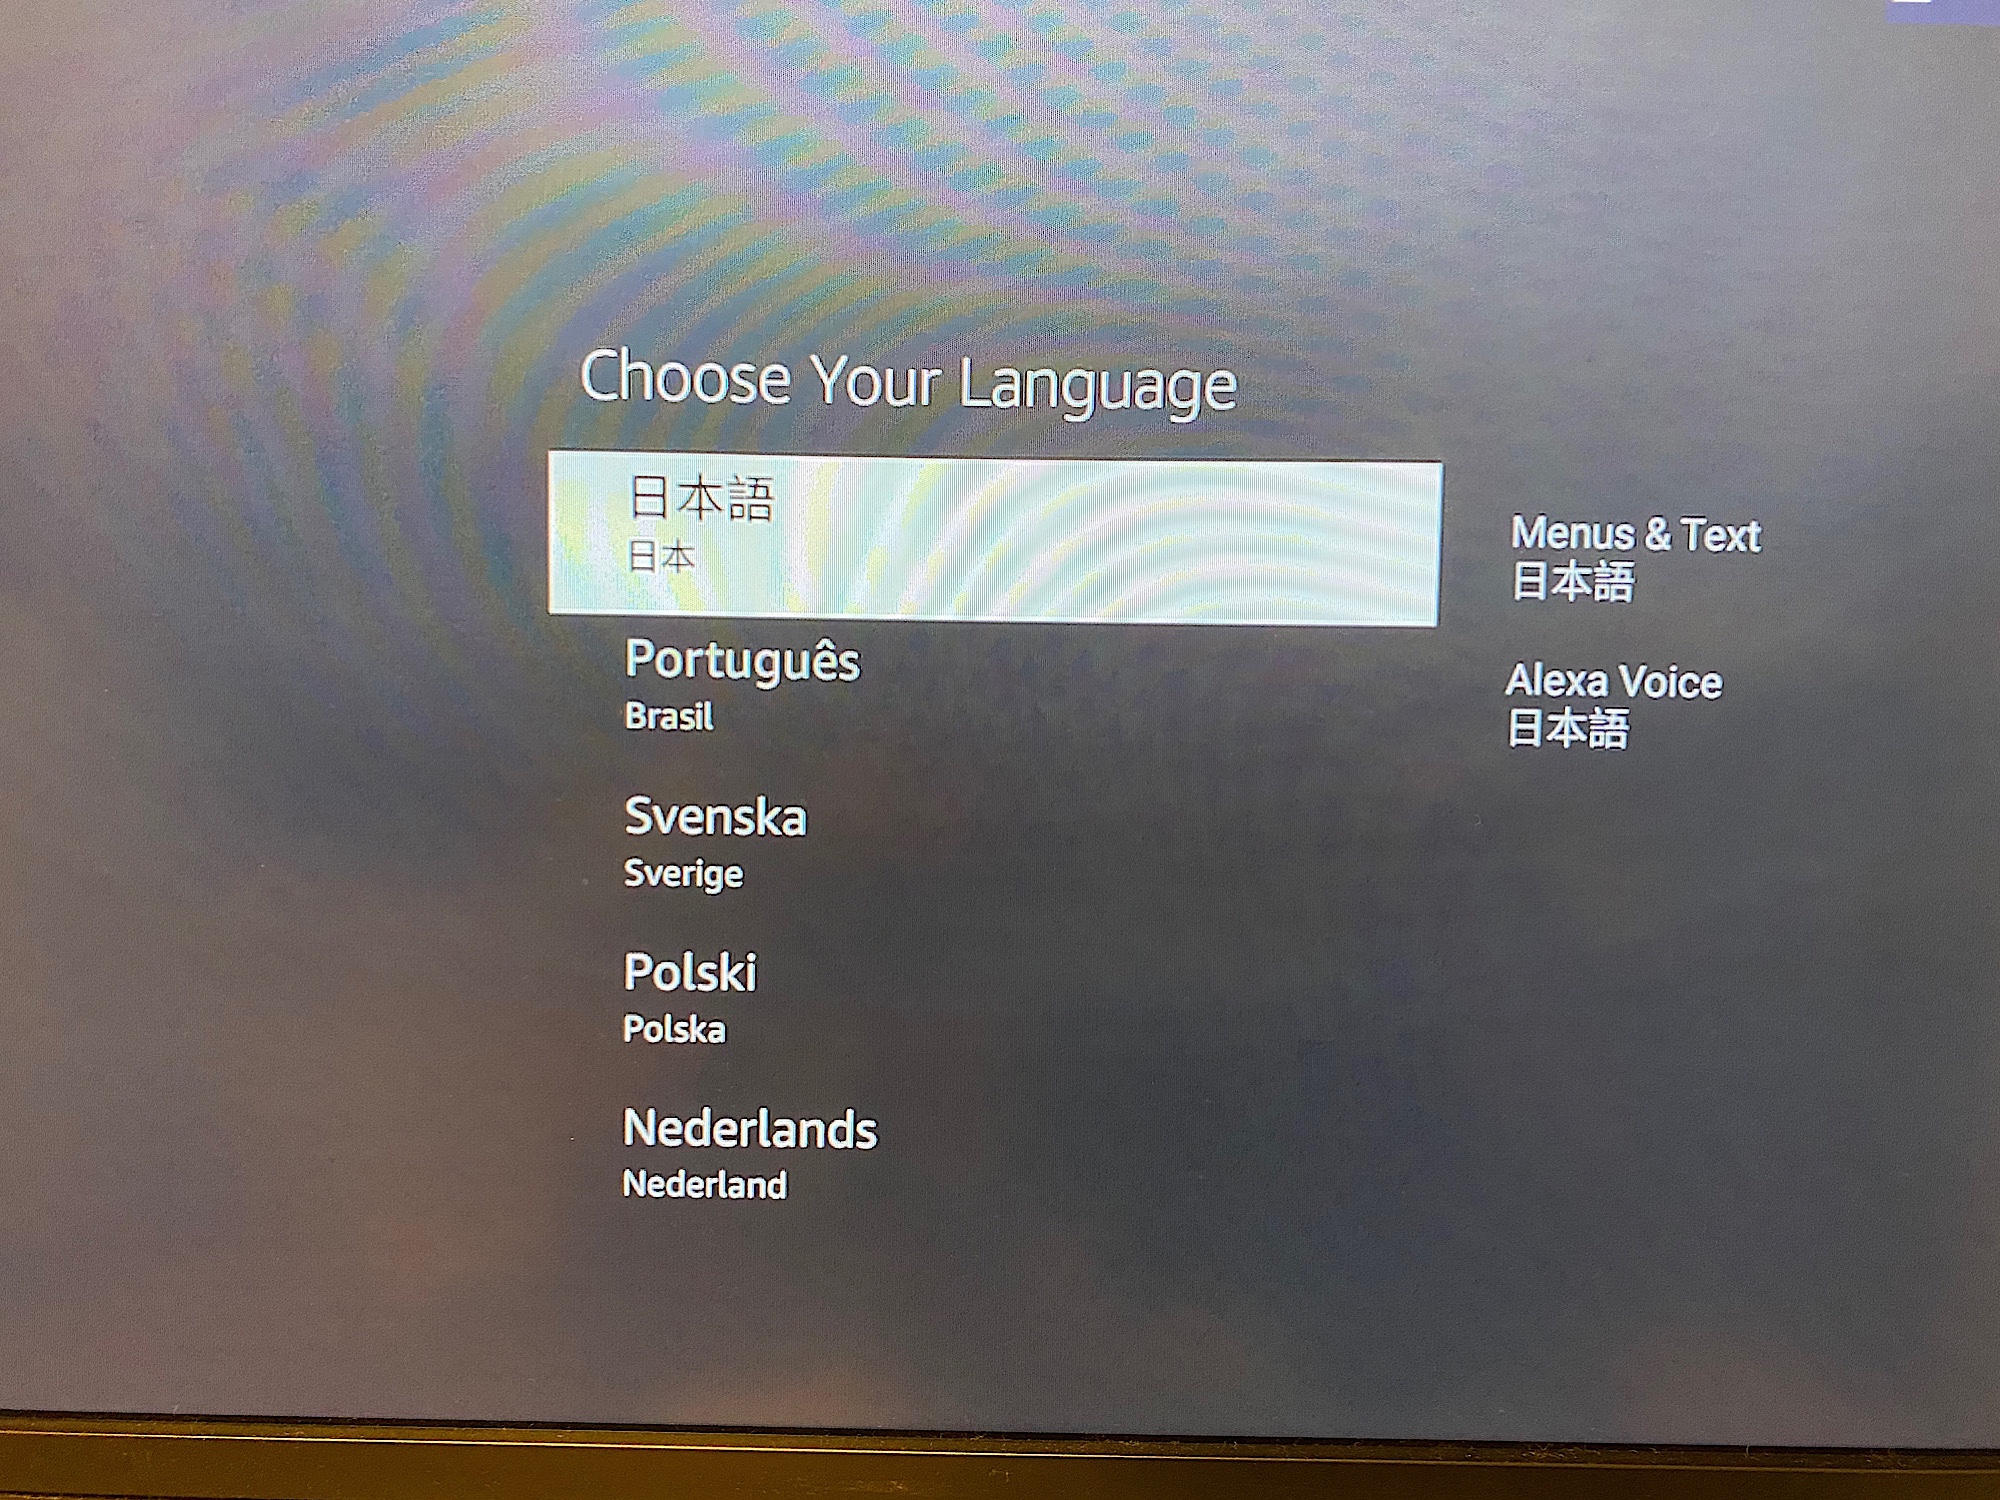 Choose Your Language
日本語
日本
Português
Brasil
Svenska
Sverige
Polski
Polska
Nederlands
Nederland
Menus & Text
日本語
Alexa Voice
日本語